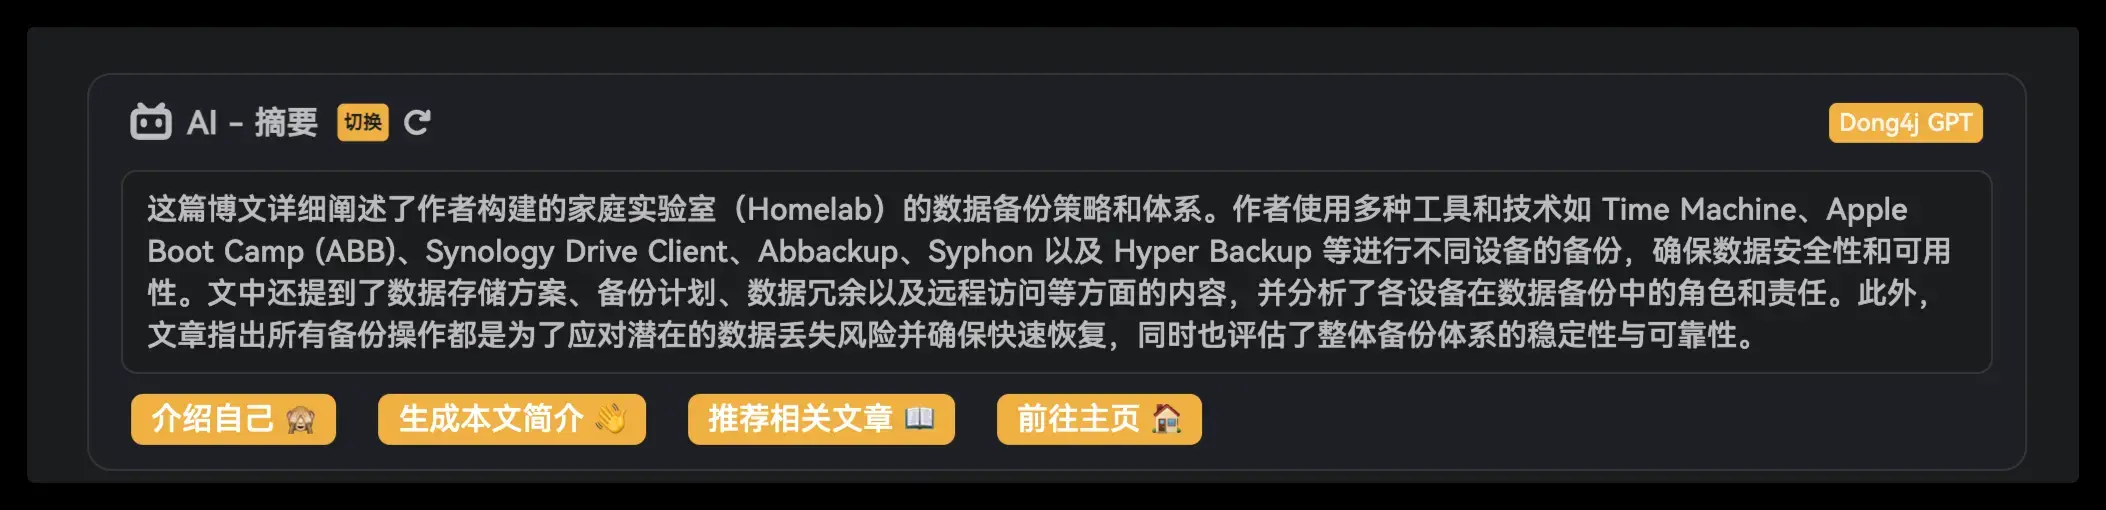 AI - 摘要 切换 Dong4j GPT
这篇博文详细阐述了作者构建的家庭实验室（Homelab）的数据备份策略和体系。作者使用多种工具和技术如 Time Machine、Apple
Boot Camp (ABB)、Synology Drive Client、Abbackup、Syphon 以及 Hyper Backup 等进行不同设备的备份，确保数据安全性和可用
性。文中还提到了数据存储方案、备份计划、数据冗余以及远程访问等方面的内容，并分析了各设备在数据备份中的角色和责任。此外，
文章指出所有备份操作都是为了应对潜在的数据丢失风险并确保快速恢复，同时也评估了整体备份体系的稳定性与可靠性。
介绍自己 🙈 生成本文简介 👋 推荐相关文章 📖 前往主页 🏠